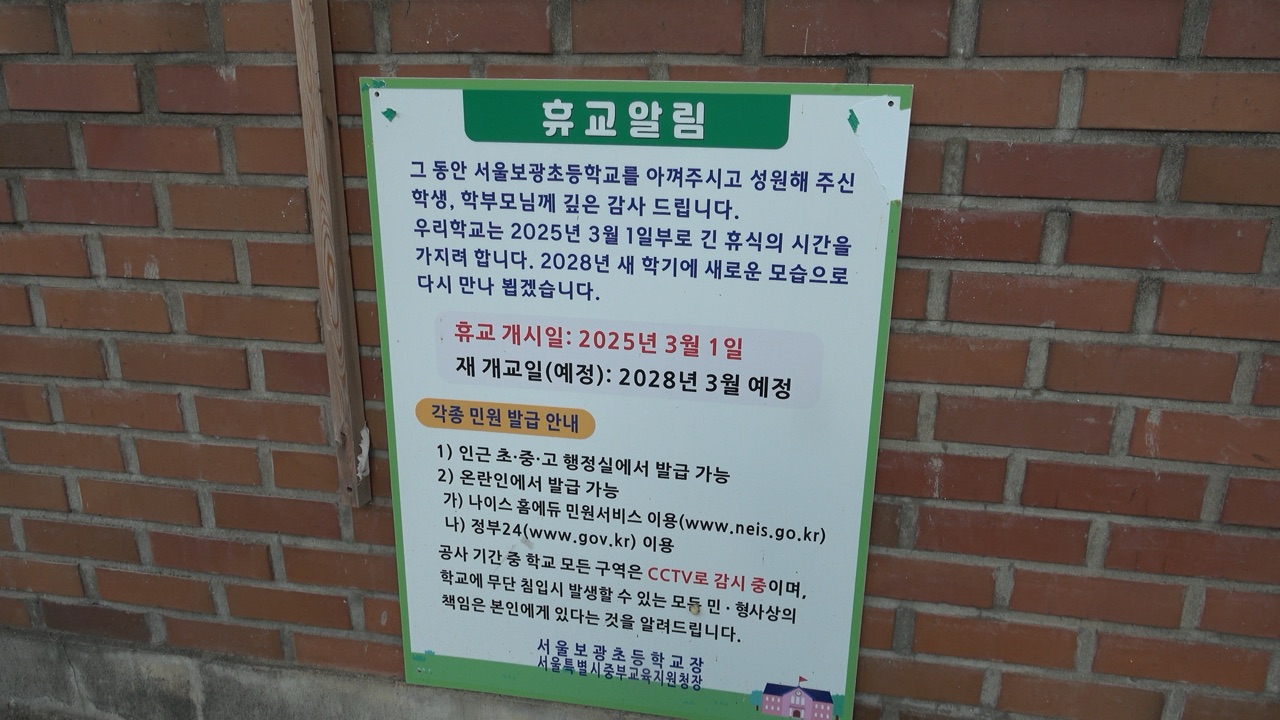 휴교알림
그 동안 서울보광초등학교를 아껴주시고 성원해 주신
학생, 학부모님께 깊은 감사 드립니다.
우리학교는 2025년 3월 1일부로 긴 휴식의 시간을
가지려 합니다. 2028년 새 학기에 새로운 모습으로
다시 만나 뵙겠습니다.
휴교 개시일: 2025년 3월 1일
재 개교일(예정): 2028년 3월 예정
각종 민원 발급 안내
1) 인근 초·중·고 행정실에서 발급 가능
2) 온란인에서 발급 가능
가) 나이스 홈에듀 민원서비스 이용(www.neis.go.kr)
나) 정부24(www.gov.kr) 이용
공사 기간 중 학교 모든 구역은 CCTV로 감시 중이며,
학교에 무단 침입시 발생할 수 있는 모든 민·형사상의
책임은 본인에게 있다는 것을 알려드립니다.
서울보광초등학교장
서울특별시중부교육지원청장